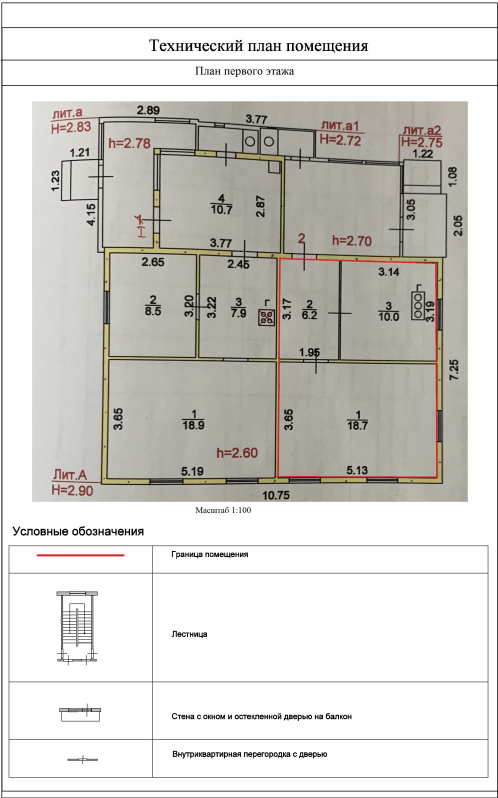 Технический план помещения
План первого этажа
лит.а
H=2.83
2.89
3.77
лит.а1
H=2.72
лит.а2
H=2.75
h=2.78
1.21
1.22
1.23
1.08
4.15
4
10.7
2.87
3.05
2.05
1
3.77
2
h=2.70
2.65
2.45
3.14
2
8.5
3.20
3.22
3
7.9
Г
3.17
2
6.2
3
10.0
Г
3.19
1.95
7.25
3.65
1
18.9
3.65
1
18.7
h=2.60
Лит.А
H=2.90
5.19
5.13
10.75
Масштаб 1:100
Условные обозначения
Граница помещения
Лестница
Стена с окном и остекленной дверью на балкон
Внутриквартирная перегородка с дверью